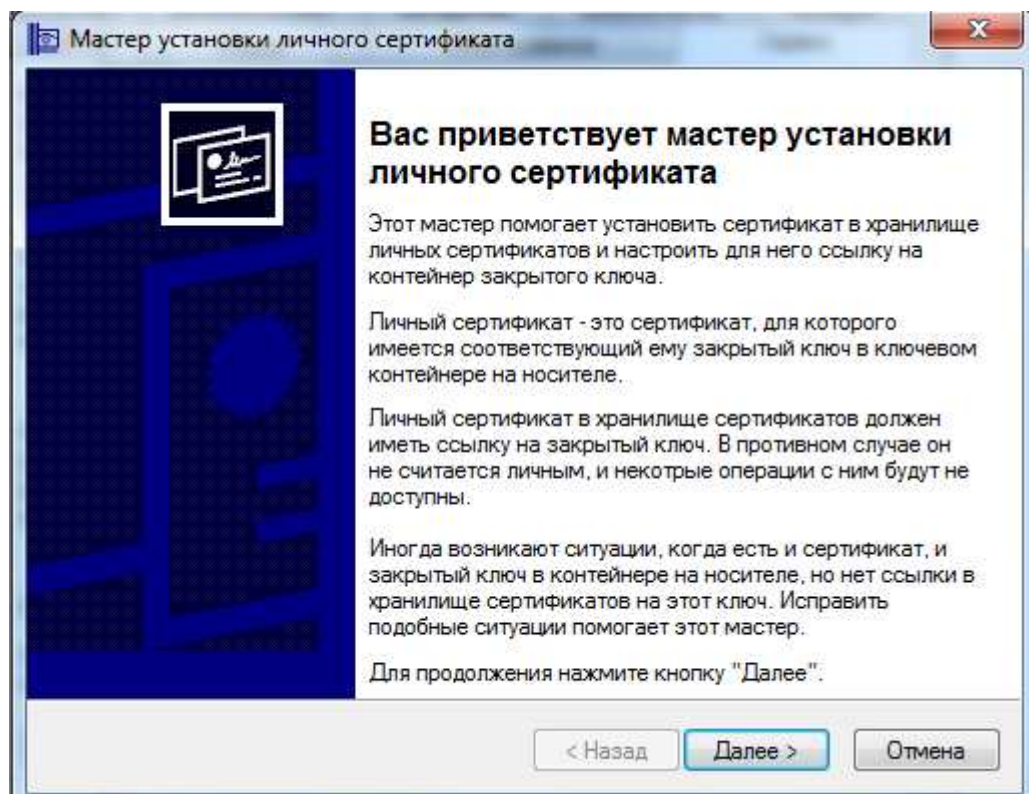 Мастер установки личного сертификата
Вас приветствует мастер установки
личного сертификата
Этот мастер помогает установить сертификат в хранилище
личных сертификатов и настроить для него ссылку на
контейнер закрытого ключа.
Личный сертификат - это сертификат, для которого
имеется соответствующий ему закрытый ключ в ключевом
контейнере на носителе.
Личный сертификат в хранилище сертификатов должен
иметь ссылку на закрытый ключ. В противном случае он
не считается личным, и некотрые операции с ним будут не
доступны.
Иногда возникают ситуации, когда есть и сертификат, и
закрытый ключ в контейнере на носителе, но нет ссылки в
хранилище сертификатов на этот ключ. Исправить
подобные ситуации помогает этот мастер.
Для продолжения нажмите кнопку "Далее".
< Назад
Далее >
Отмена